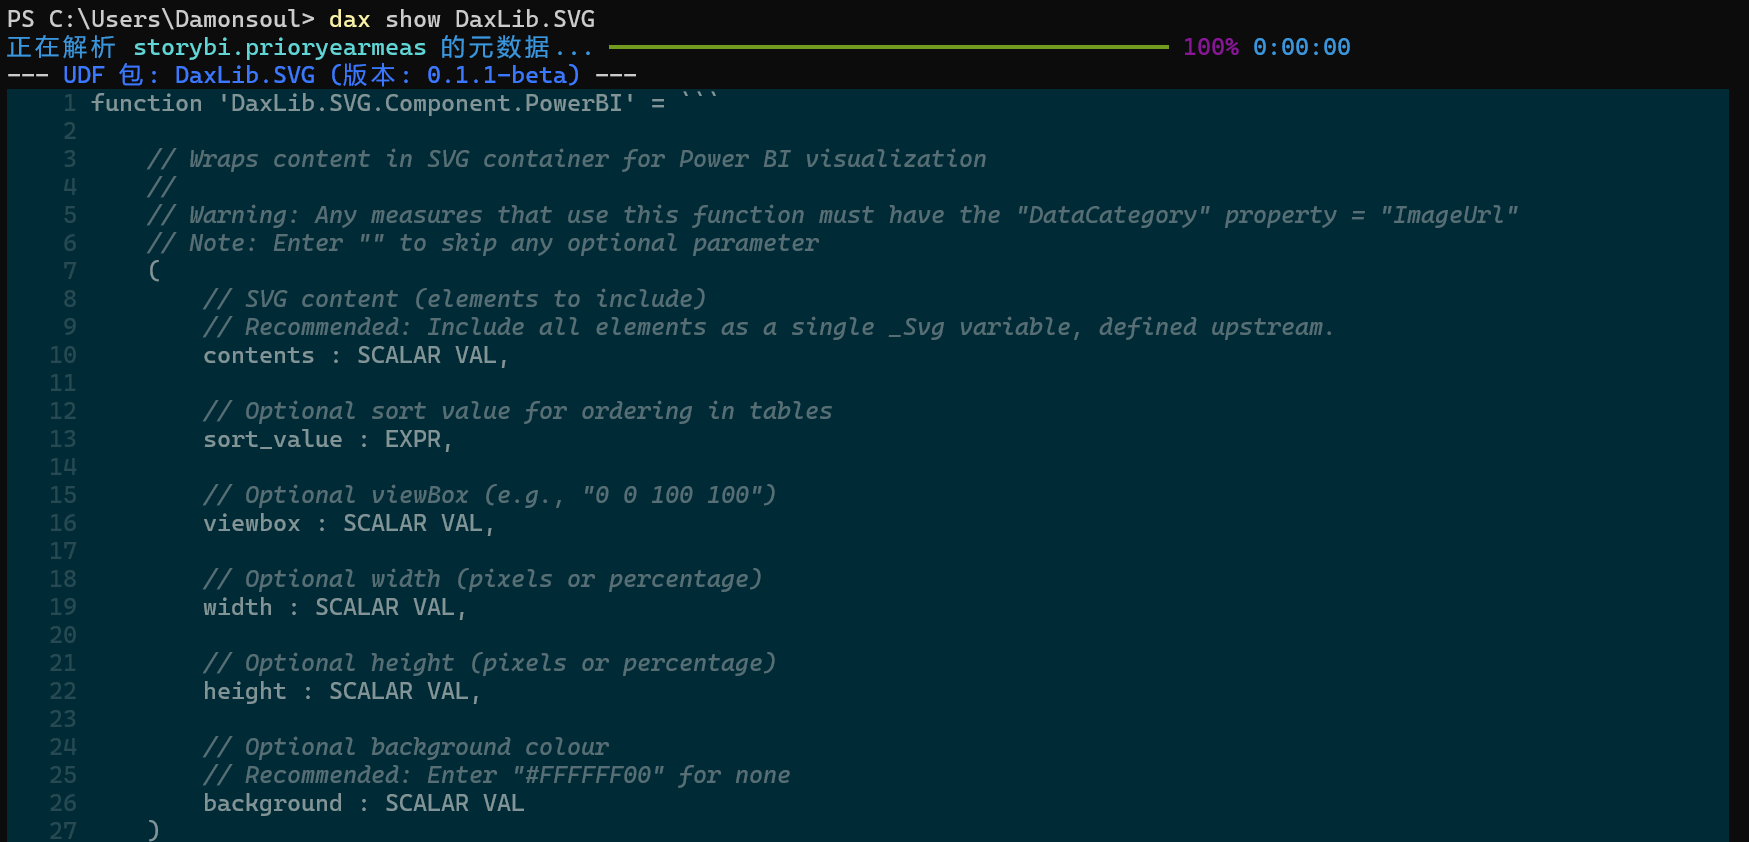 PS C:\Users\Damonsoul> dax show DaxLib.SVG
正在解析 storybi.prioryearmeas 的元数据... 100% 0:00:00
--- UDF 包: DaxLib.SVG (版本: 0.1.1-beta) ---
1 function 'DaxLib.SVG.Component.PowerBI' = ```
2
3 // Wraps content in SVG container for Power BI visualization
4 //
5 // Warning: Any measures that use this function must have the "DataCategory" property = "ImageUrl"
6 // Note: Enter "" to skip any optional parameter
7 (
8 // SVG content (elements to include)
9 // Recommended: Include all elements as a single _Svg variable, defined upstream.
10 contents : SCALAR VAL,
11
12 // Optional sort value for ordering in tables
13 sort_value : EXPR,
14
15 // Optional viewBox (e.g., "0 0 100 100")
16 viewbox : SCALAR VAL,
17
18 // Optional width (pixels or percentage)
19 width : SCALAR VAL,
20
21 // Optional height (pixels or percentage)
22 height : SCALAR VAL,
23
24 // Optional background colour
25 // Recommended: Enter "#FFFFFF00" for none
26 background : SCALAR VAL
27 )